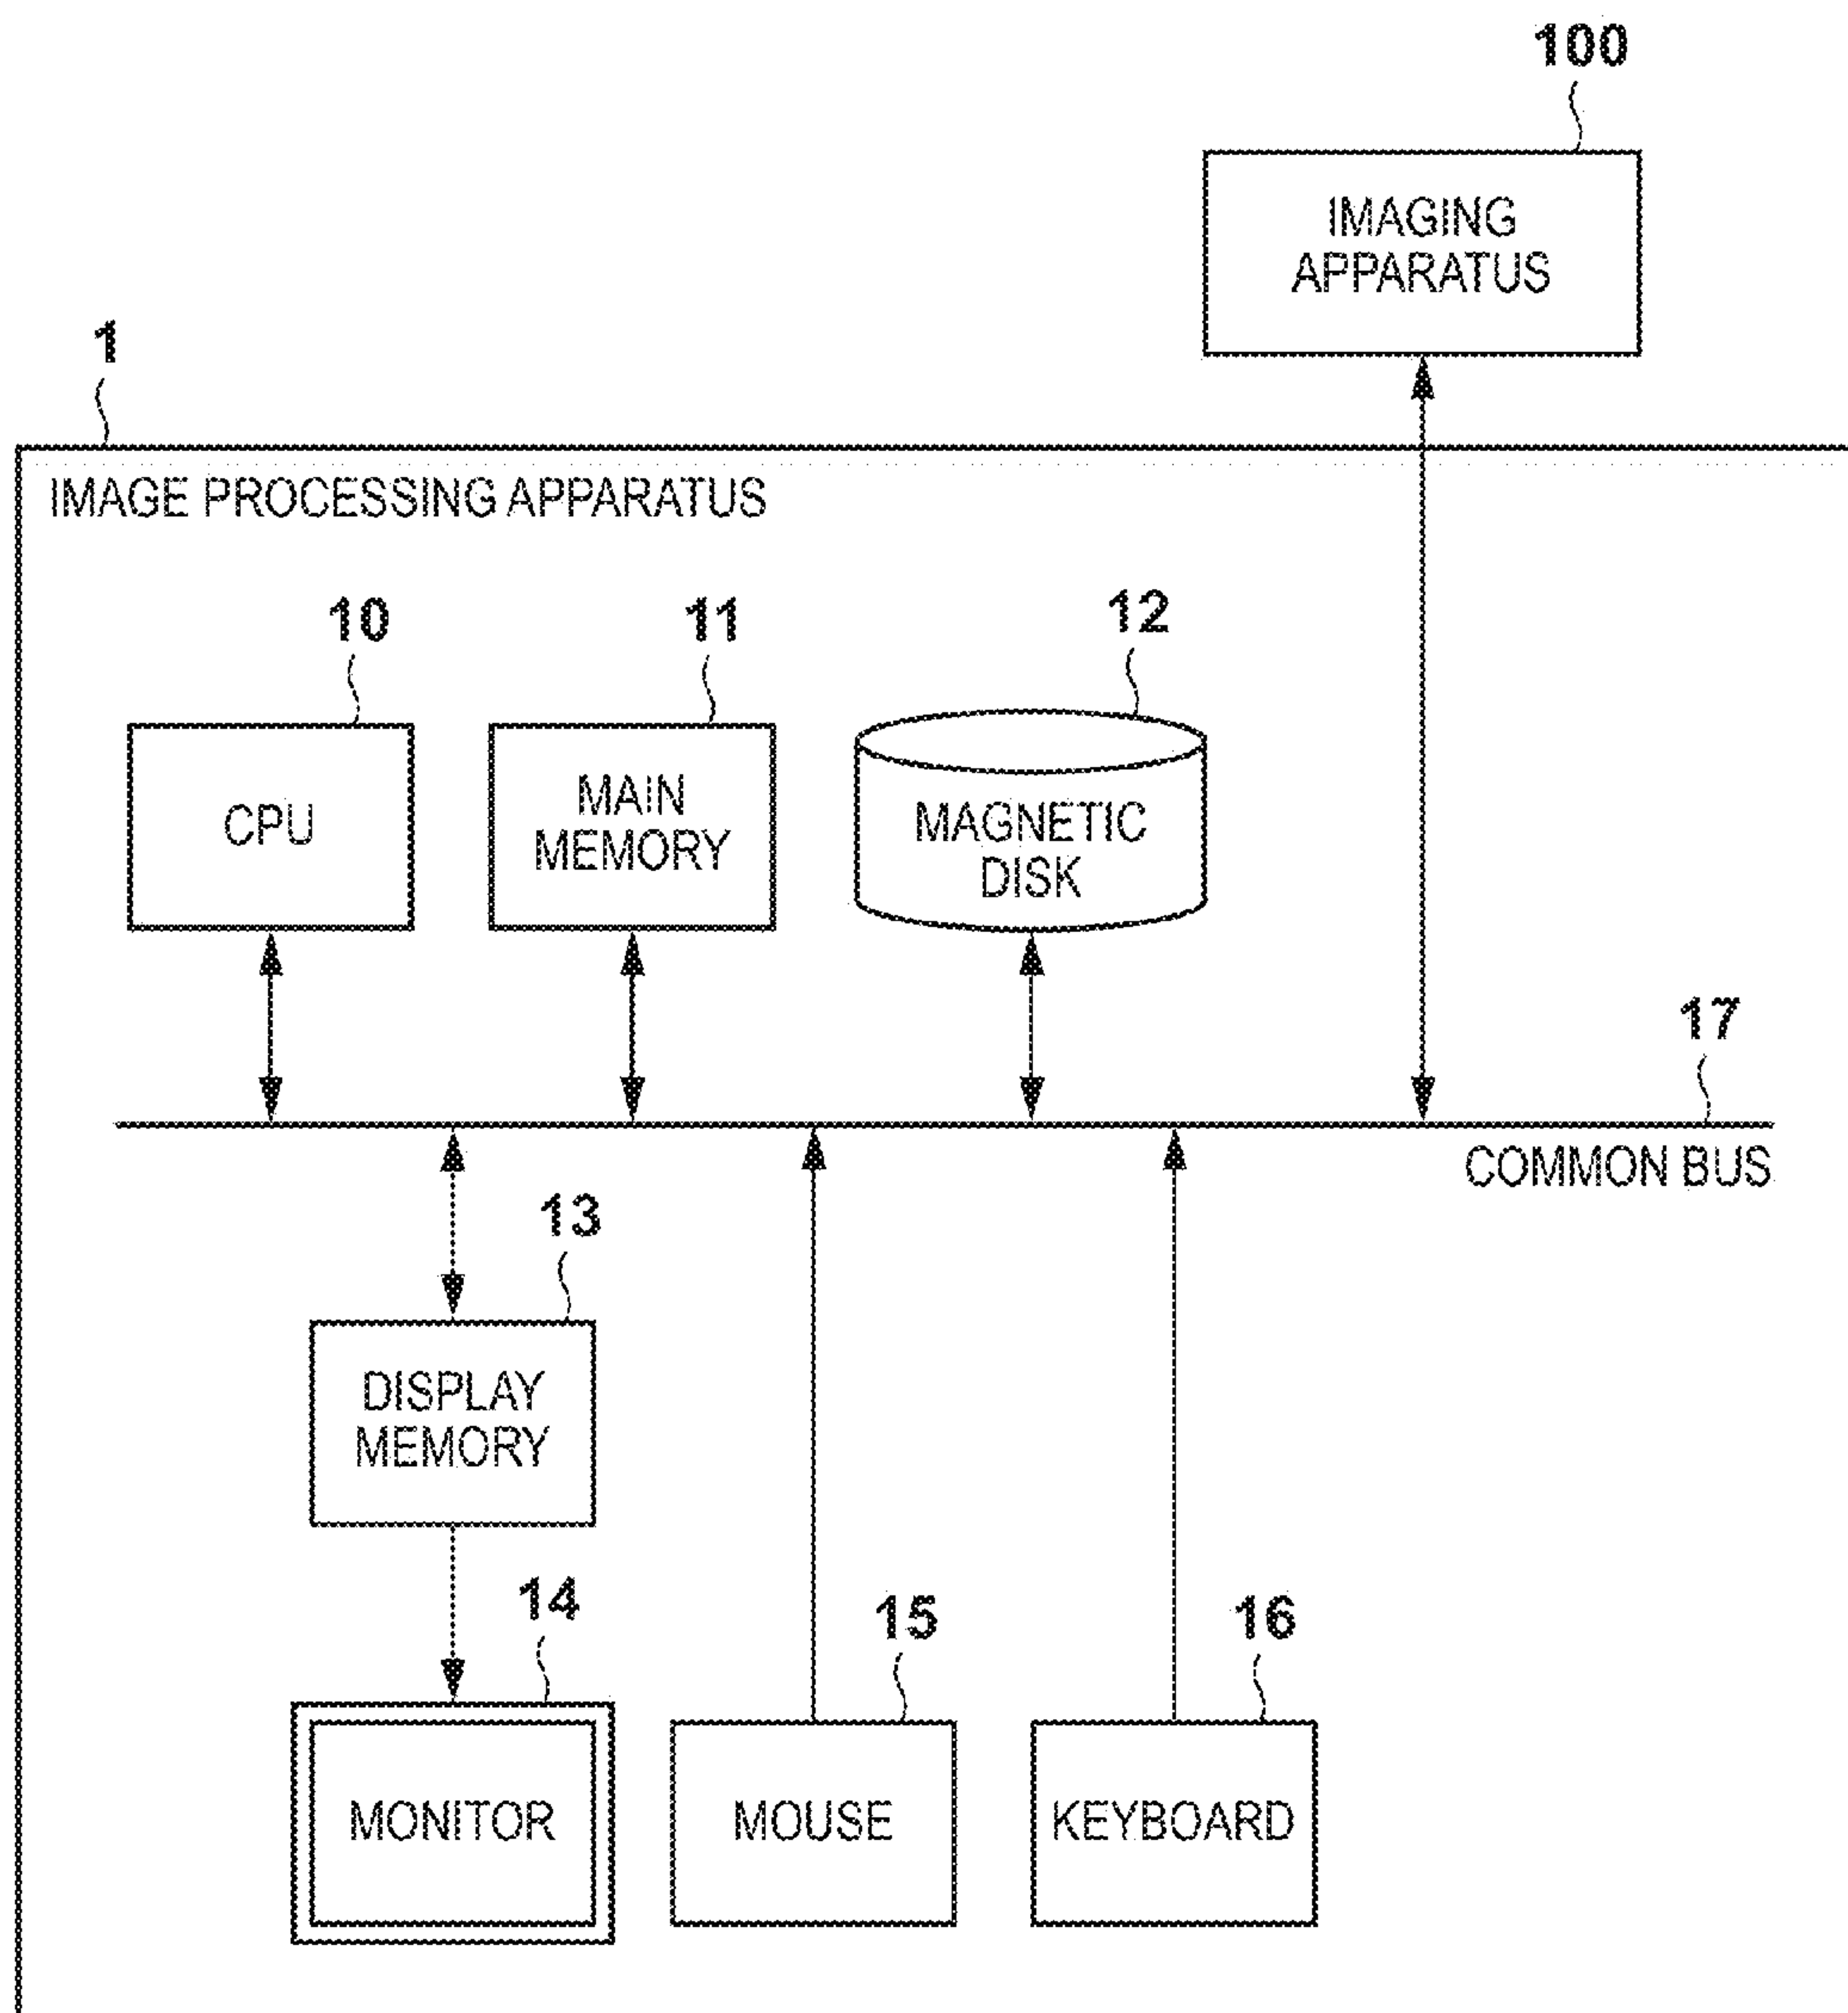 100
IMAGING
APPARATUS
1
IMAGE PROCESSING APPARATUS
10
11
12
CPU
MAIN
MEMORY
MAGNETIC
DISK
17
COMMON BUS
13
DISPLAY
MEMORY
14
15
16
MONITOR
MOUSE
KEYBOARD